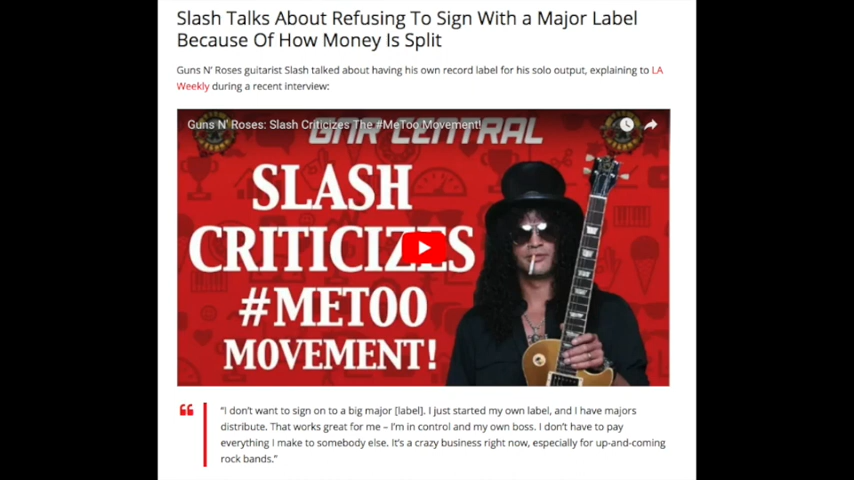 Slash Talks About Refusing To Sign With a Major Label
Because Of How Money Is Split
Guns N' Roses guitarist Slash talked about having his own record label for his solo output, explaining to LA
Weekly during a recent interview:
Guns N' Roses: Slash Criticizes The #MeToo Movement!
GNR CENTRAL
SLASH
CRITICIZES
#METOO
MOVEMENT!
“I don't want to sign on to a big major [label]. I just started my own label, and I have majors
distribute. That works great for me – I'm in control and my own boss. I don't have to pay
everything I make to somebody else. It's a crazy business right now, especially for up-and-coming
rock bands.”